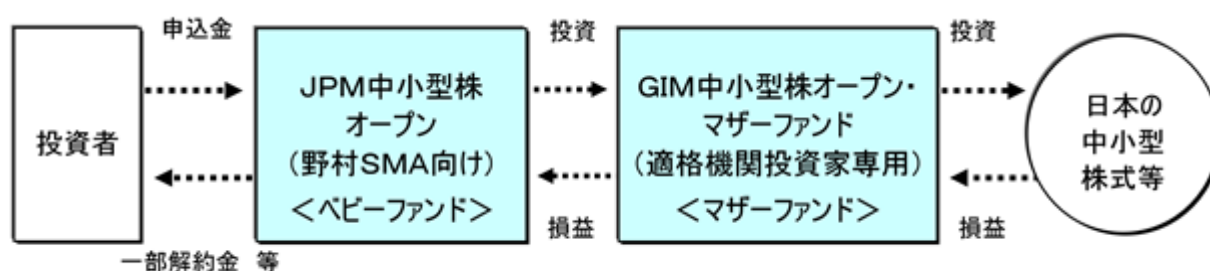 申込金
投資
投資
投資者
JPM中小型株
オープン
(野村SMA向け)
＜ベビーファンド＞
GIM中小型株オープン・
マザーファンド
(適格機関投資家専用)
＜マザーファンド＞
日本の
中小型
株式等
損益
損益
一部解約金 等